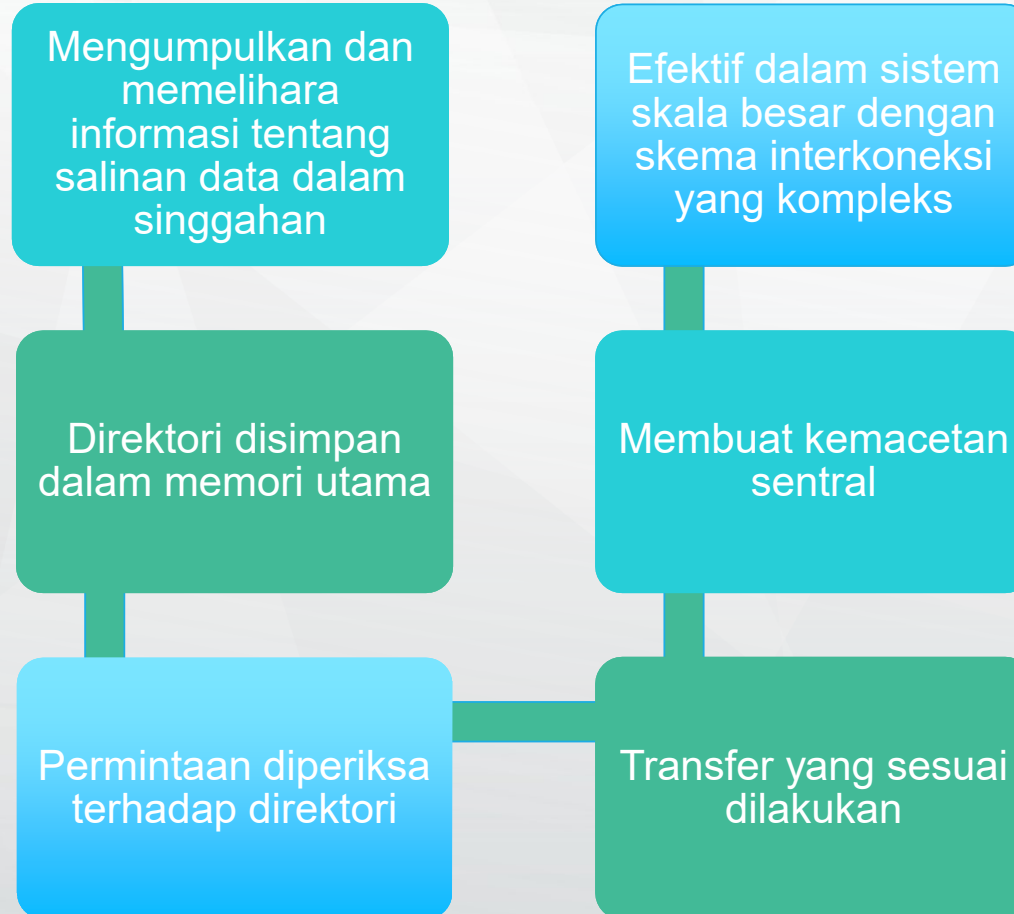 Mengumpulkan dan
memelihara
informasi tentang
salinan data dalam
singgahan
Direktori disimpan
dalam memori utama
Permintaan diperiksa
terhadap direktori
Transfer yang sesuai
dilakukan
Membuat kemacetan
sentral
Efektif dalam sistem
skala besar dengan
skema interkoneksi
yang kompleks